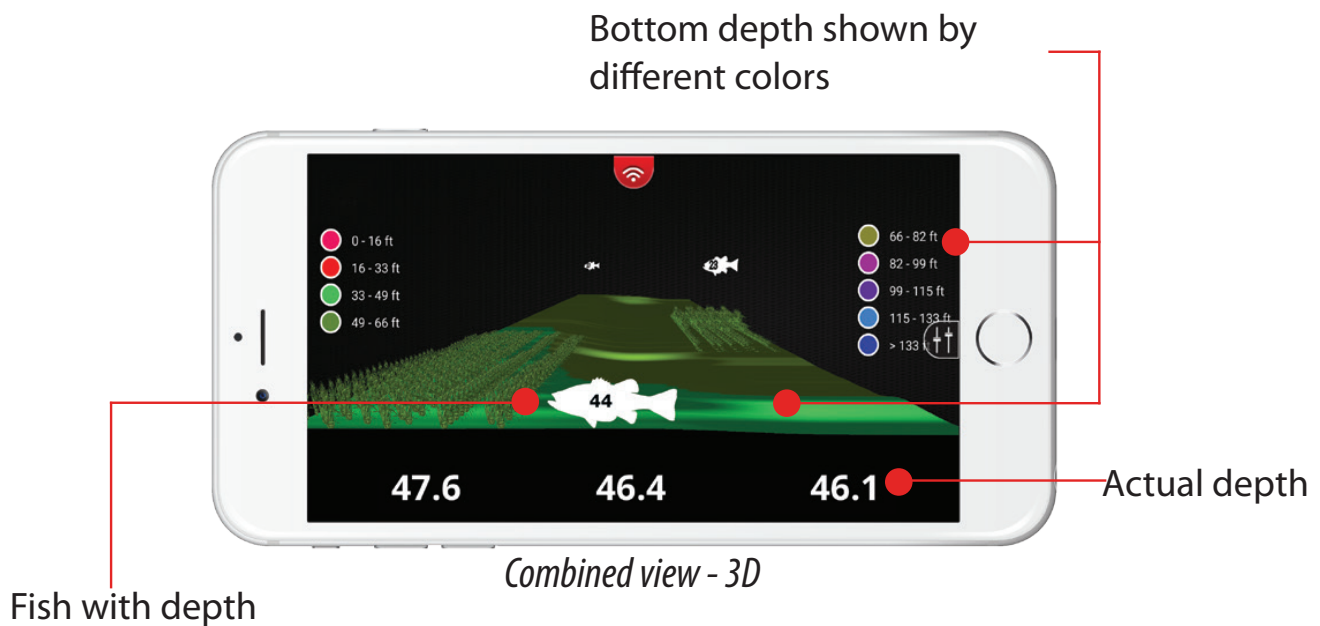 Bottom depth shown by
different colors
0 - 16 ft
16 - 33 ft
33 - 49 ft
49 - 66 ft
66 - 82 ft
82 - 99 ft
99 - 115 ft
115 - 133 ft
> 133
23
44
47.6 46.4 46.1
Actual depth
Combined view - 3D
Fish with depth